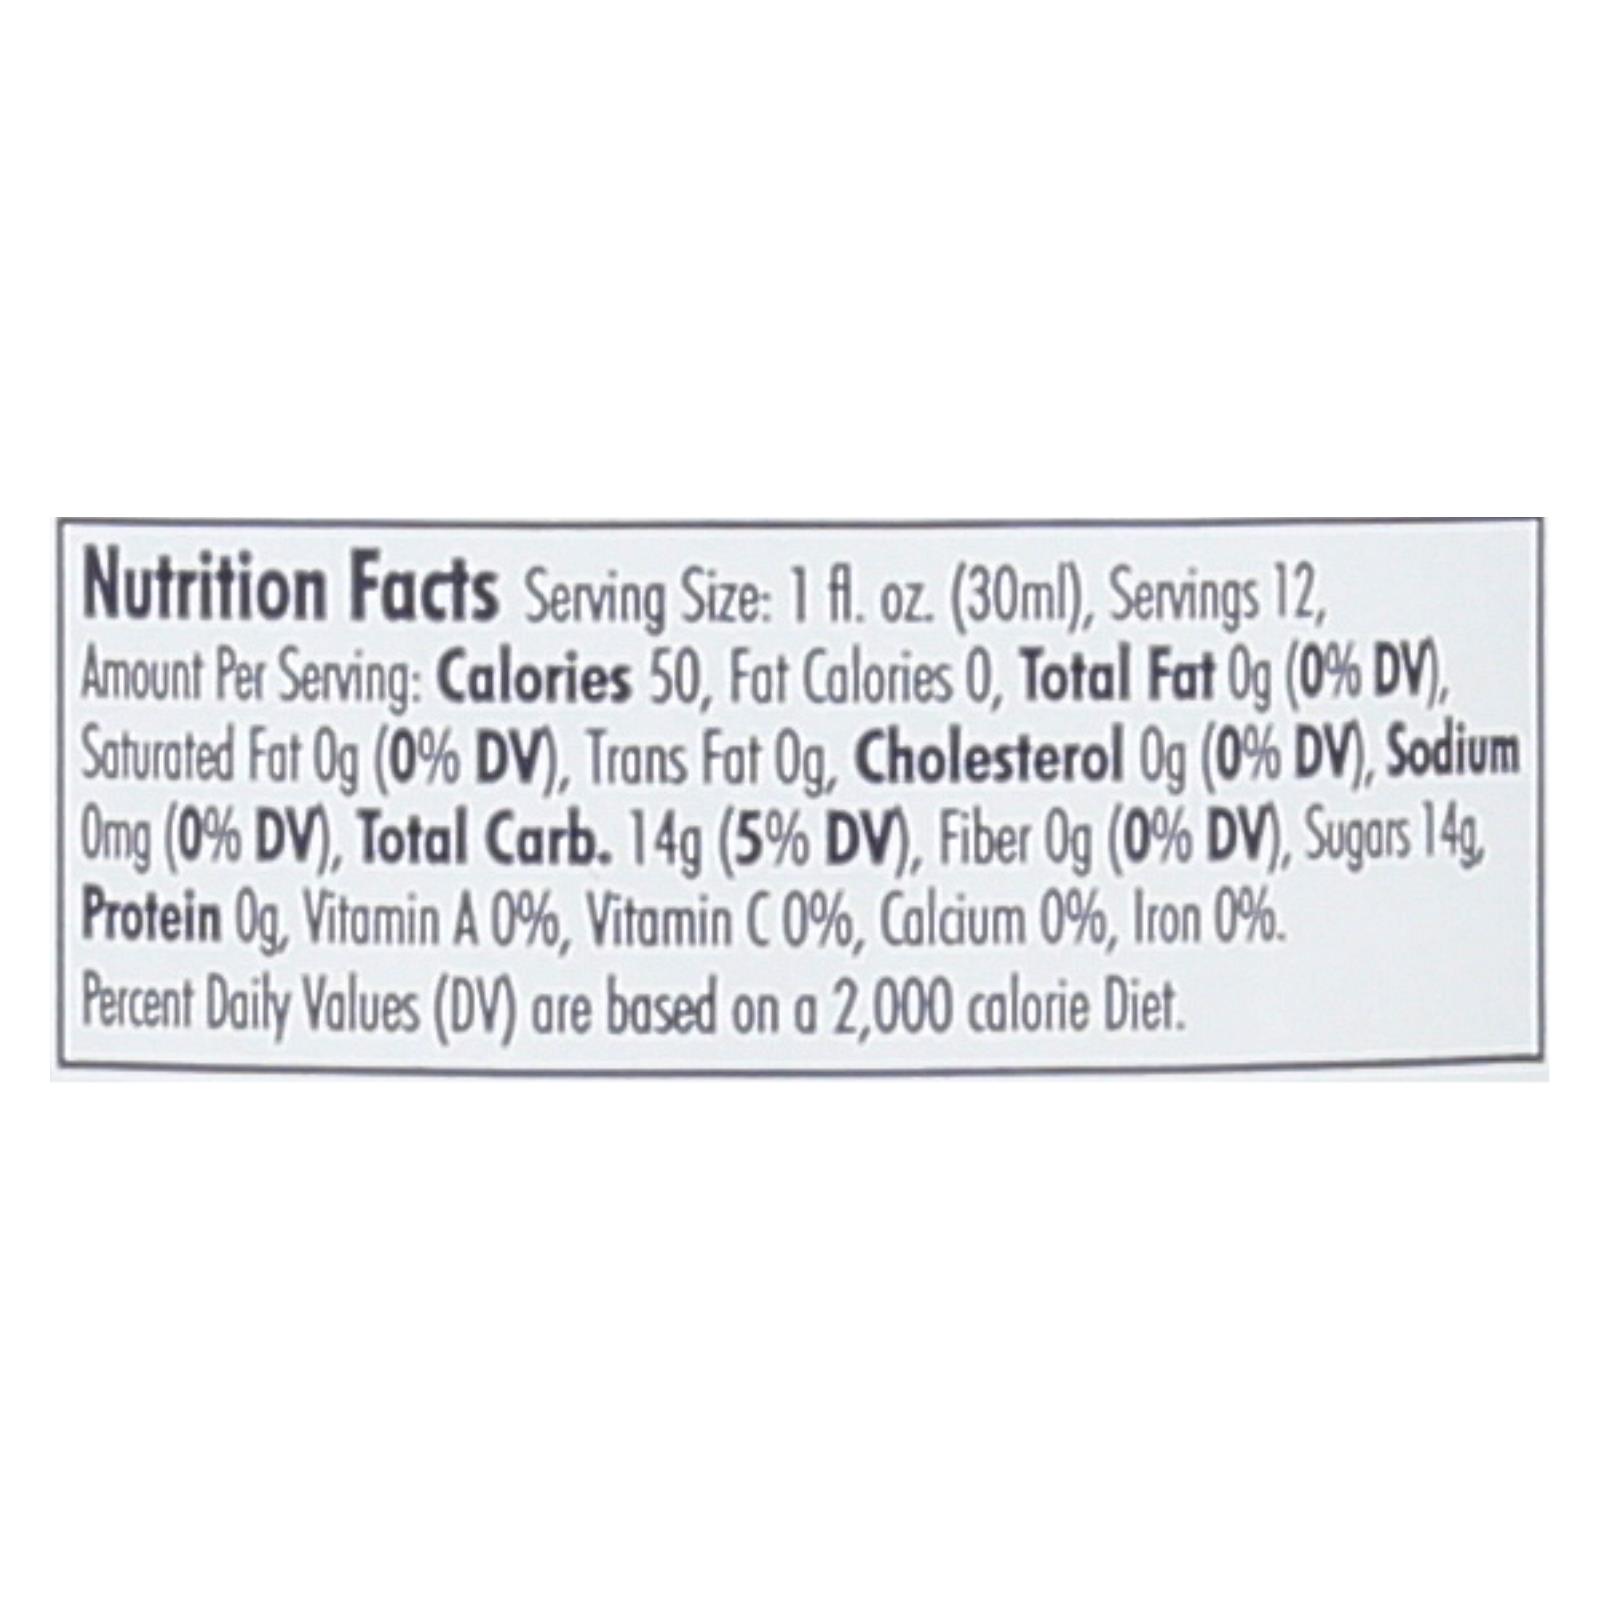 Nutrition Facts Serving Size: 1 fl. oz. (30ml), Servings 12,
Amount Per Serving: Calories 50, Fat Calories 0, Total Fat 0g (0% DV),
Saturated Fat 0g (0% DV), Trans Fat 0g, Cholesterol 0g (0% DV), Sodium
0mg (0% DV), Total Carb. 14g (5% DV), Fiber 0g (0% DV), Sugars 14g,
Protein 0g, Vitamin A 0%, Vitamin C 0%, Calcium 0%, Iron 0%.
Percent Daily Values (DV) are based on a 2,000 calorie Diet.